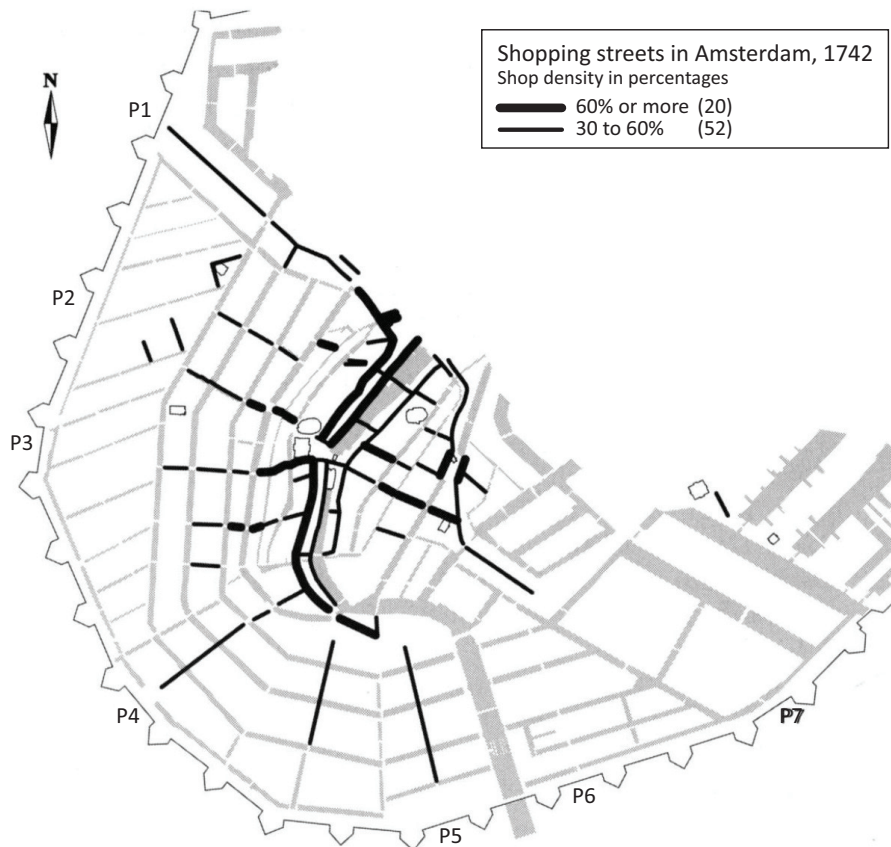 Shopping streets in Amsterdam, 1742
Shop density in percentages
60% or more (20)
30 to 60% (52)
N
P1
P2
P3
P4
P5
P6
P7